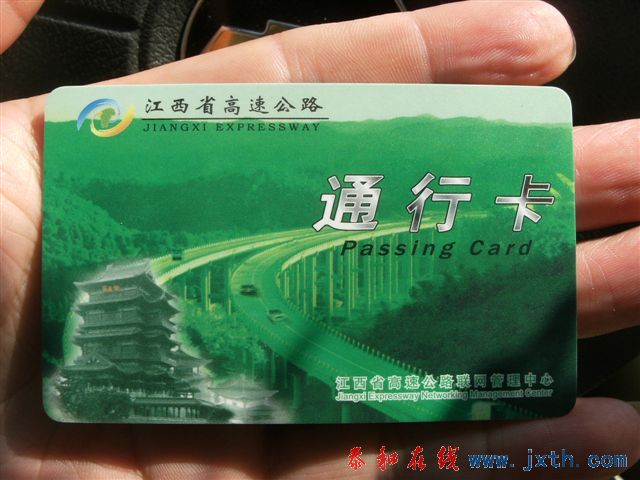 江西省高速公路
JIANGXI EXPRESSWAY
通行卡
Passing Card
江西省高速公路联网管理中心
Jiangxi Expressway Networking Management Center
泰和在线 www.jxth.com